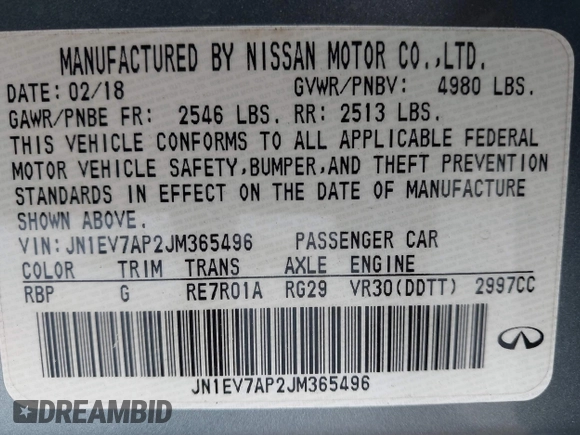 MANUFACTURED BY NISSAN MOTOR CO.,LTD.
DATE: 02/18 GVWR/PNBV: 4980 LBS.
GAWR/PNBE FR: 2546 LBS. RR: 2513 LBS.
THIS VEHICLE CONFORMS TO ALL APPLICABLE FEDERAL
MOTOR VEHICLE SAFETY,BUMPER,AND THEFT PREVENTION
STANDARDS IN EFFECT ON THE DATE OF MANUFACTURE
SHOWN ABOVE.
VIN:JN1EV7AP2JM365496 PASSENGER CAR
COLOR TRIM TRANS AXLE ENGINE
RBP G RE7R01A RG29 VR30(DDTT) 2997CC
JN1EV7AP2JM365496
DREAMBID